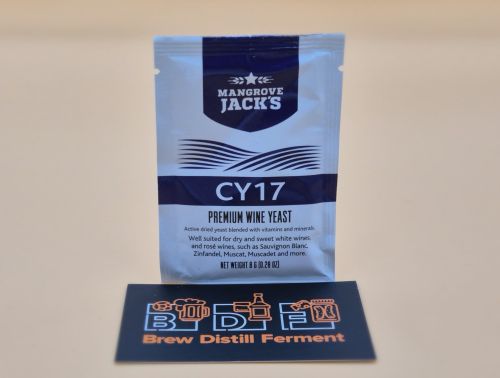 MANGROVE
JACK'S
CY17
PREMIUM WINE YEAST
Active dried yeast blended with vitamins and minerals.
Well suited for dry and sweet white wines,
and rosé wines, such as Sauvignon Blanc,
Zinfandel, Muscat, Muscadet and more.
NET WEIGHT 8 G [0.28 OZ]
B D F
Brew Distill Ferment